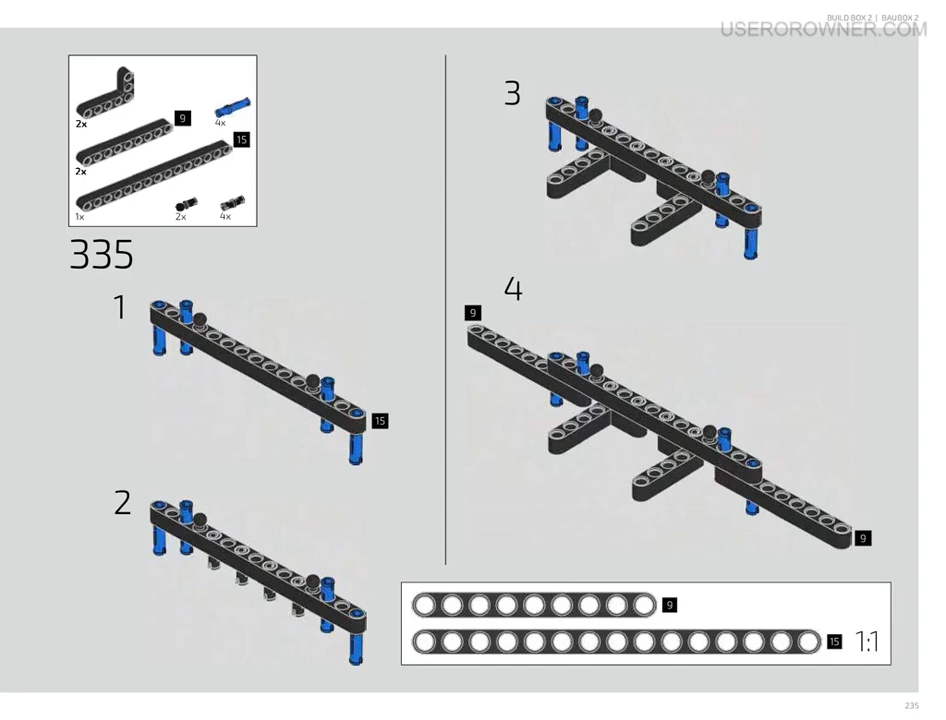 BUILD BOX 2 | BAUBOX 2
USEROROWNER.COM
2x
9
4x
2x
15
1x
2x
4x
335
1
15
2
3
4
9
9
9
15
1:1
235